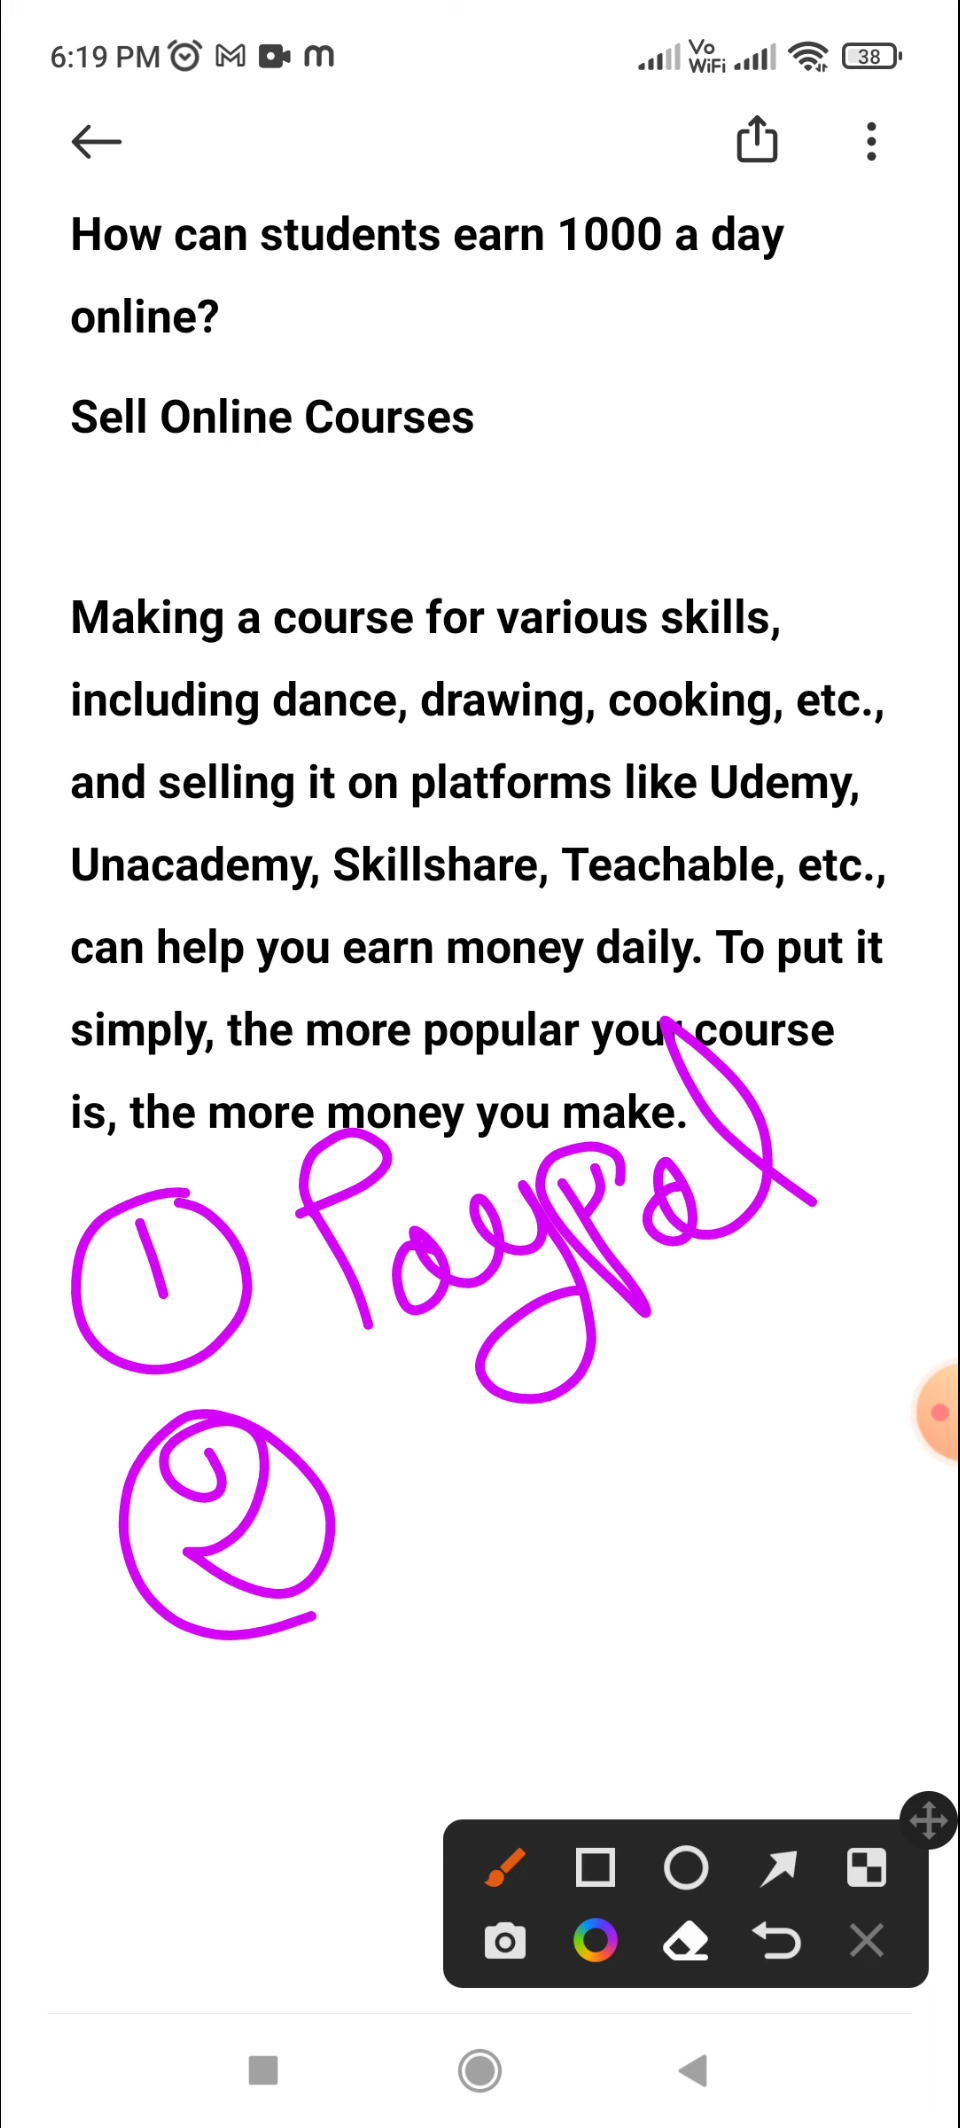 6:19 PM
Vo
WiFi
38
How can students earn 1000 a day
online?
Sell Online Courses
Making a course for various skills,
including dance, drawing, cooking, etc.,
and selling it on platforms like Udemy,
Unacademy, Skillshare, Teachable, etc.,
can help you earn money daily. To put it
simply, the more popular your course
is, the more money you make.
1 Paypal
2